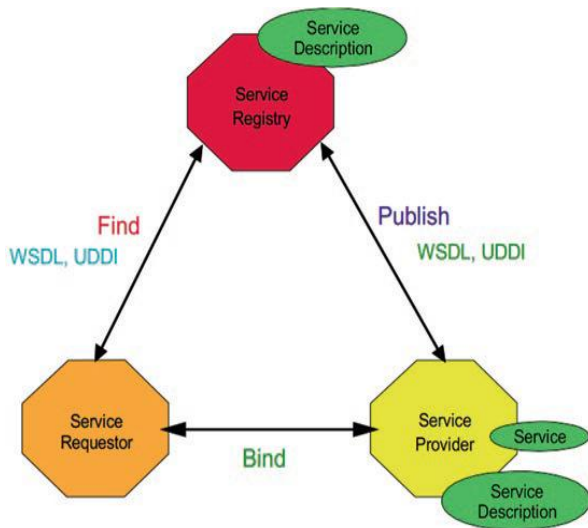 Service
Description
Service
Registry
Find
Publish
WSDL, UDDI
WSDL, UDDI
Service
Requestor
Service
Provider
Service
Bind
Service
Description